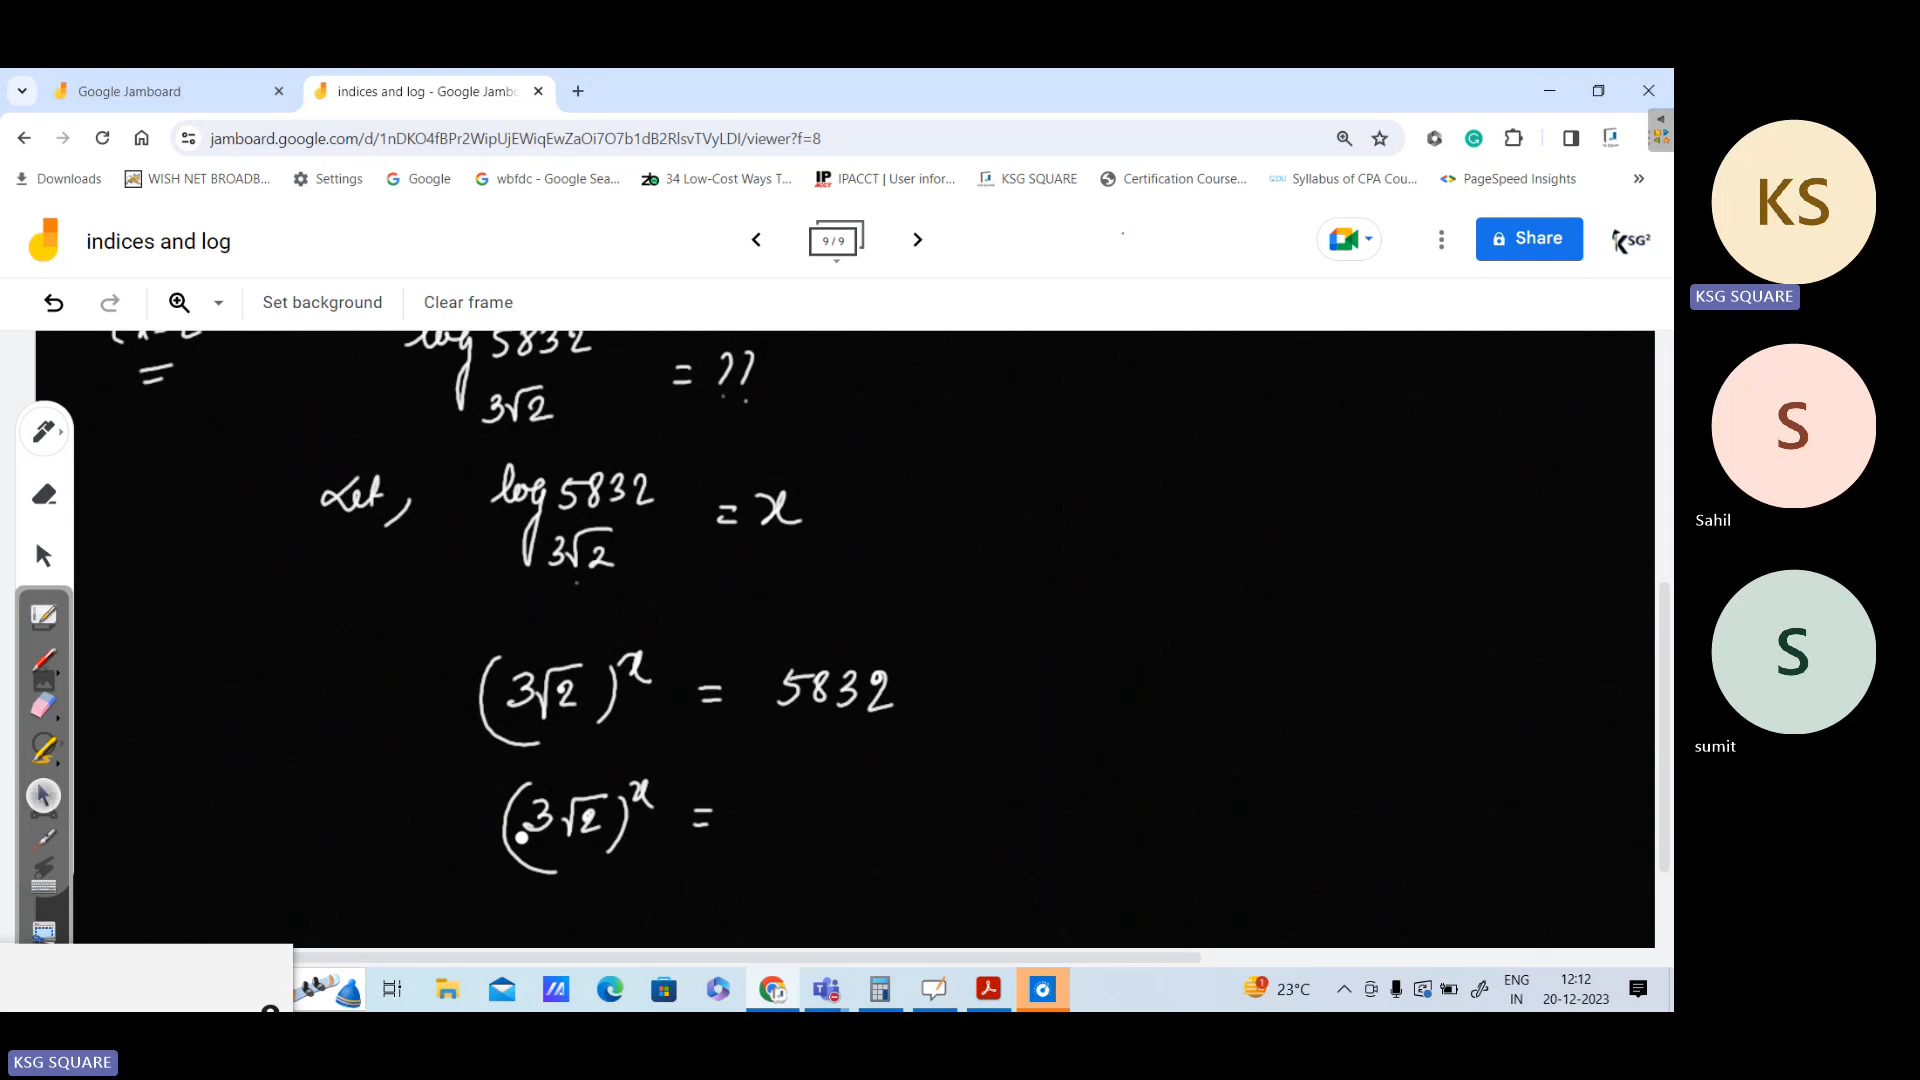 Google Jamboard
indices and log - Google Jambo
jamboard.google.com/d/1nDKO4fBPr2WipUjEWiqEwZaOi7O7b1dB2RlsvTVyLDI/viewer?f=8
Downloads WISH NET BROADB... Settings Google wbfdc - Google Sea... 34 Low-Cost Ways T... IPACCT | User infor... KSG SQUARE Certification Course... Syllabus of CPA Cou... PageSpeed Insights
indices and log
9 / 9
Share
KSG²
Set background Clear frame
log 5832
3√2 = ??
Let, log 5832 = x
3√2
(3√2)^x = 5832
(3√2)^x =
23°C
ENG
IN
12:12
20-12-2023
KS
KSG SQUARE
S
Sahil
S
sumit
KSG SQUARE